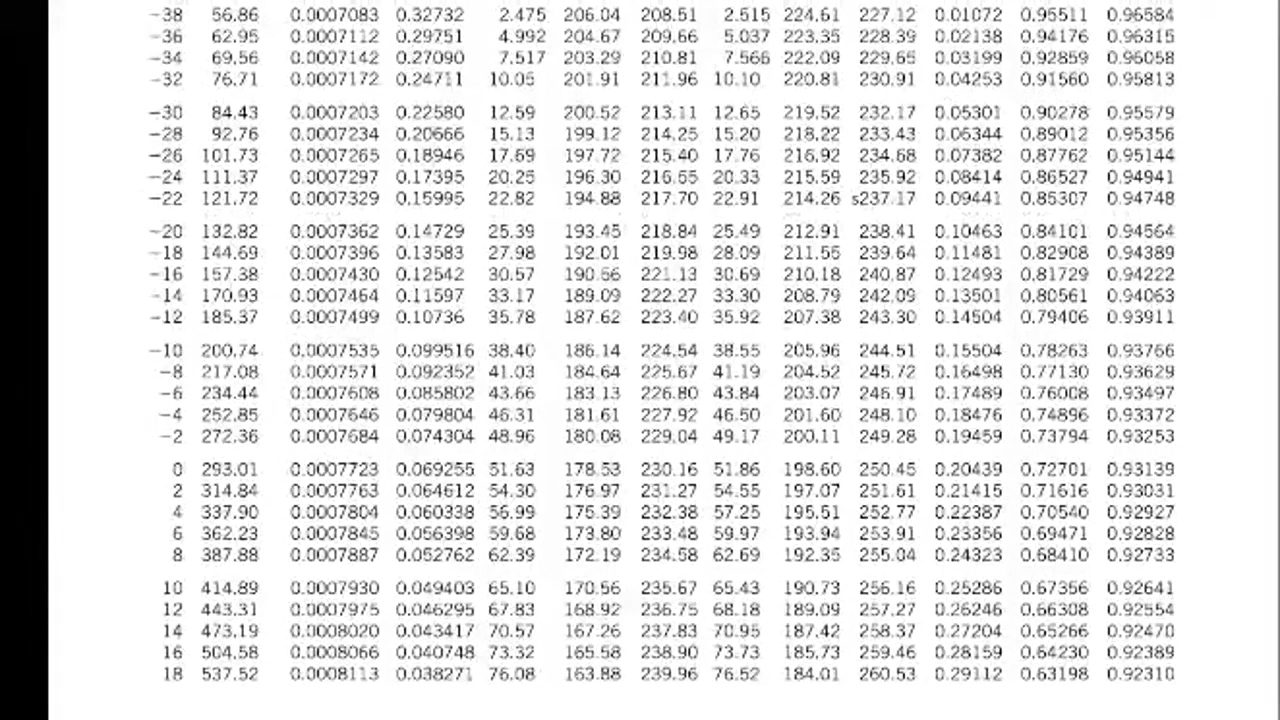 −38 56.86 0.0007083 0.32732 2.475 206.04 208.51 2.515 224.61 227.12 0.01072 0.95511 0.96584
−36 62.95 0.0007112 0.29751 4.992 204.67 209.66 5.037 223.35 228.39 0.02138 0.94176 0.96315
−34 69.56 0.0007142 0.27090 7.517 203.29 210.81 7.566 222.09 229.65 0.03199 0.92859 0.96058
−32 76.71 0.0007172 0.24711 10.05 201.91 211.96 10.10 220.81 230.91 0.04253 0.91560 0.95813
−30 84.43 0.0007203 0.22580 12.59 200.52 213.11 12.65 219.52 232.17 0.05301 0.90278 0.95579
−28 92.76 0.0007234 0.20666 15.13 199.12 214.25 15.20 218.22 233.43 0.06344 0.89012 0.95356
−26 101.73 0.0007265 0.18946 17.69 197.72 215.40 17.76 216.92 234.68 0.07382 0.87762 0.95144
−24 111.37 0.0007297 0.17395 20.25 196.30 216.55 20.33 215.59 235.92 0.08414 0.86527 0.94941
−22 121.72 0.0007329 0.15995 22.82 194.88 217.70 22.91 214.26 s237.17 0.09441 0.85307 0.94748
−20 132.82 0.0007362 0.14729 25.39 193.45 218.84 25.49 212.91 238.41 0.10463 0.84101 0.94564
−18 144.69 0.0007396 0.13583 27.98 192.01 219.98 28.09 211.55 239.64 0.11481 0.82908 0.94389
−16 157.38 0.0007430 0.12542 30.57 190.56 221.13 30.69 210.18 240.87 0.12493 0.81729 0.94222
−14 170.93 0.0007464 0.11597 33.17 189.09 222.27 33.30 208.79 242.09 0.13501 0.80561 0.94063
−12 185.37 0.0007499 0.10736 35.78 187.62 223.40 35.92 207.38 243.30 0.14504 0.79406 0.93911
−10 200.74 0.0007535 0.099516 38.40 186.14 224.54 38.55 205.96 244.51 0.15504 0.78263 0.93766
−8 217.08 0.0007571 0.092352 41.03 184.64 225.67 41.19 204.52 245.72 0.16498 0.77130 0.93629
−6 234.44 0.0007608 0.085802 43.66 183.13 226.80 43.84 203.07 246.91 0.17489 0.76008 0.93497
−4 252.85 0.0007646 0.079804 46.31 181.61 227.92 46.50 201.60 248.10 0.18476 0.74896 0.93372
−2 272.36 0.0007684 0.074304 48.96 180.08 229.04 49.17 200.11 249.28 0.19459 0.73794 0.93253
0 293.01 0.0007723 0.069255 51.63 178.53 230.16 51.86 198.60 250.45 0.20439 0.72701 0.93139
2 314.84 0.0007763 0.064612 54.30 176.97 231.27 54.55 197.07 251.61 0.21415 0.71616 0.93031
4 337.90 0.0007804 0.060338 56.99 175.39 232.38 57.25 195.51 252.77 0.22387 0.70540 0.92927
6 362.23 0.0007845 0.056398 59.68 173.80 233.48 59.97 193.94 253.91 0.23356 0.69471 0.92828
8 387.88 0.0007887 0.052762 62.39 172.19 234.58 62.69 192.35 255.04 0.24323 0.68410 0.92733
10 414.89 0.0007930 0.049403 65.10 170.56 235.67 65.43 190.73 256.16 0.25286 0.67356 0.92641
12 443.31 0.0007975 0.046295 67.83 168.92 236.75 68.18 189.09 257.27 0.26246 0.66308 0.92554
14 473.19 0.0008020 0.043417 70.57 167.26 237.83 70.95 187.42 258.37 0.27204 0.65266 0.92470
16 504.58 0.0008066 0.040748 73.32 165.58 238.90 73.73 185.73 259.46 0.28159 0.64230 0.92389
18 537.52 0.0008113 0.038271 76.08 163.88 239.96 76.52 184.01 260.53 0.29112 0.63198 0.92310